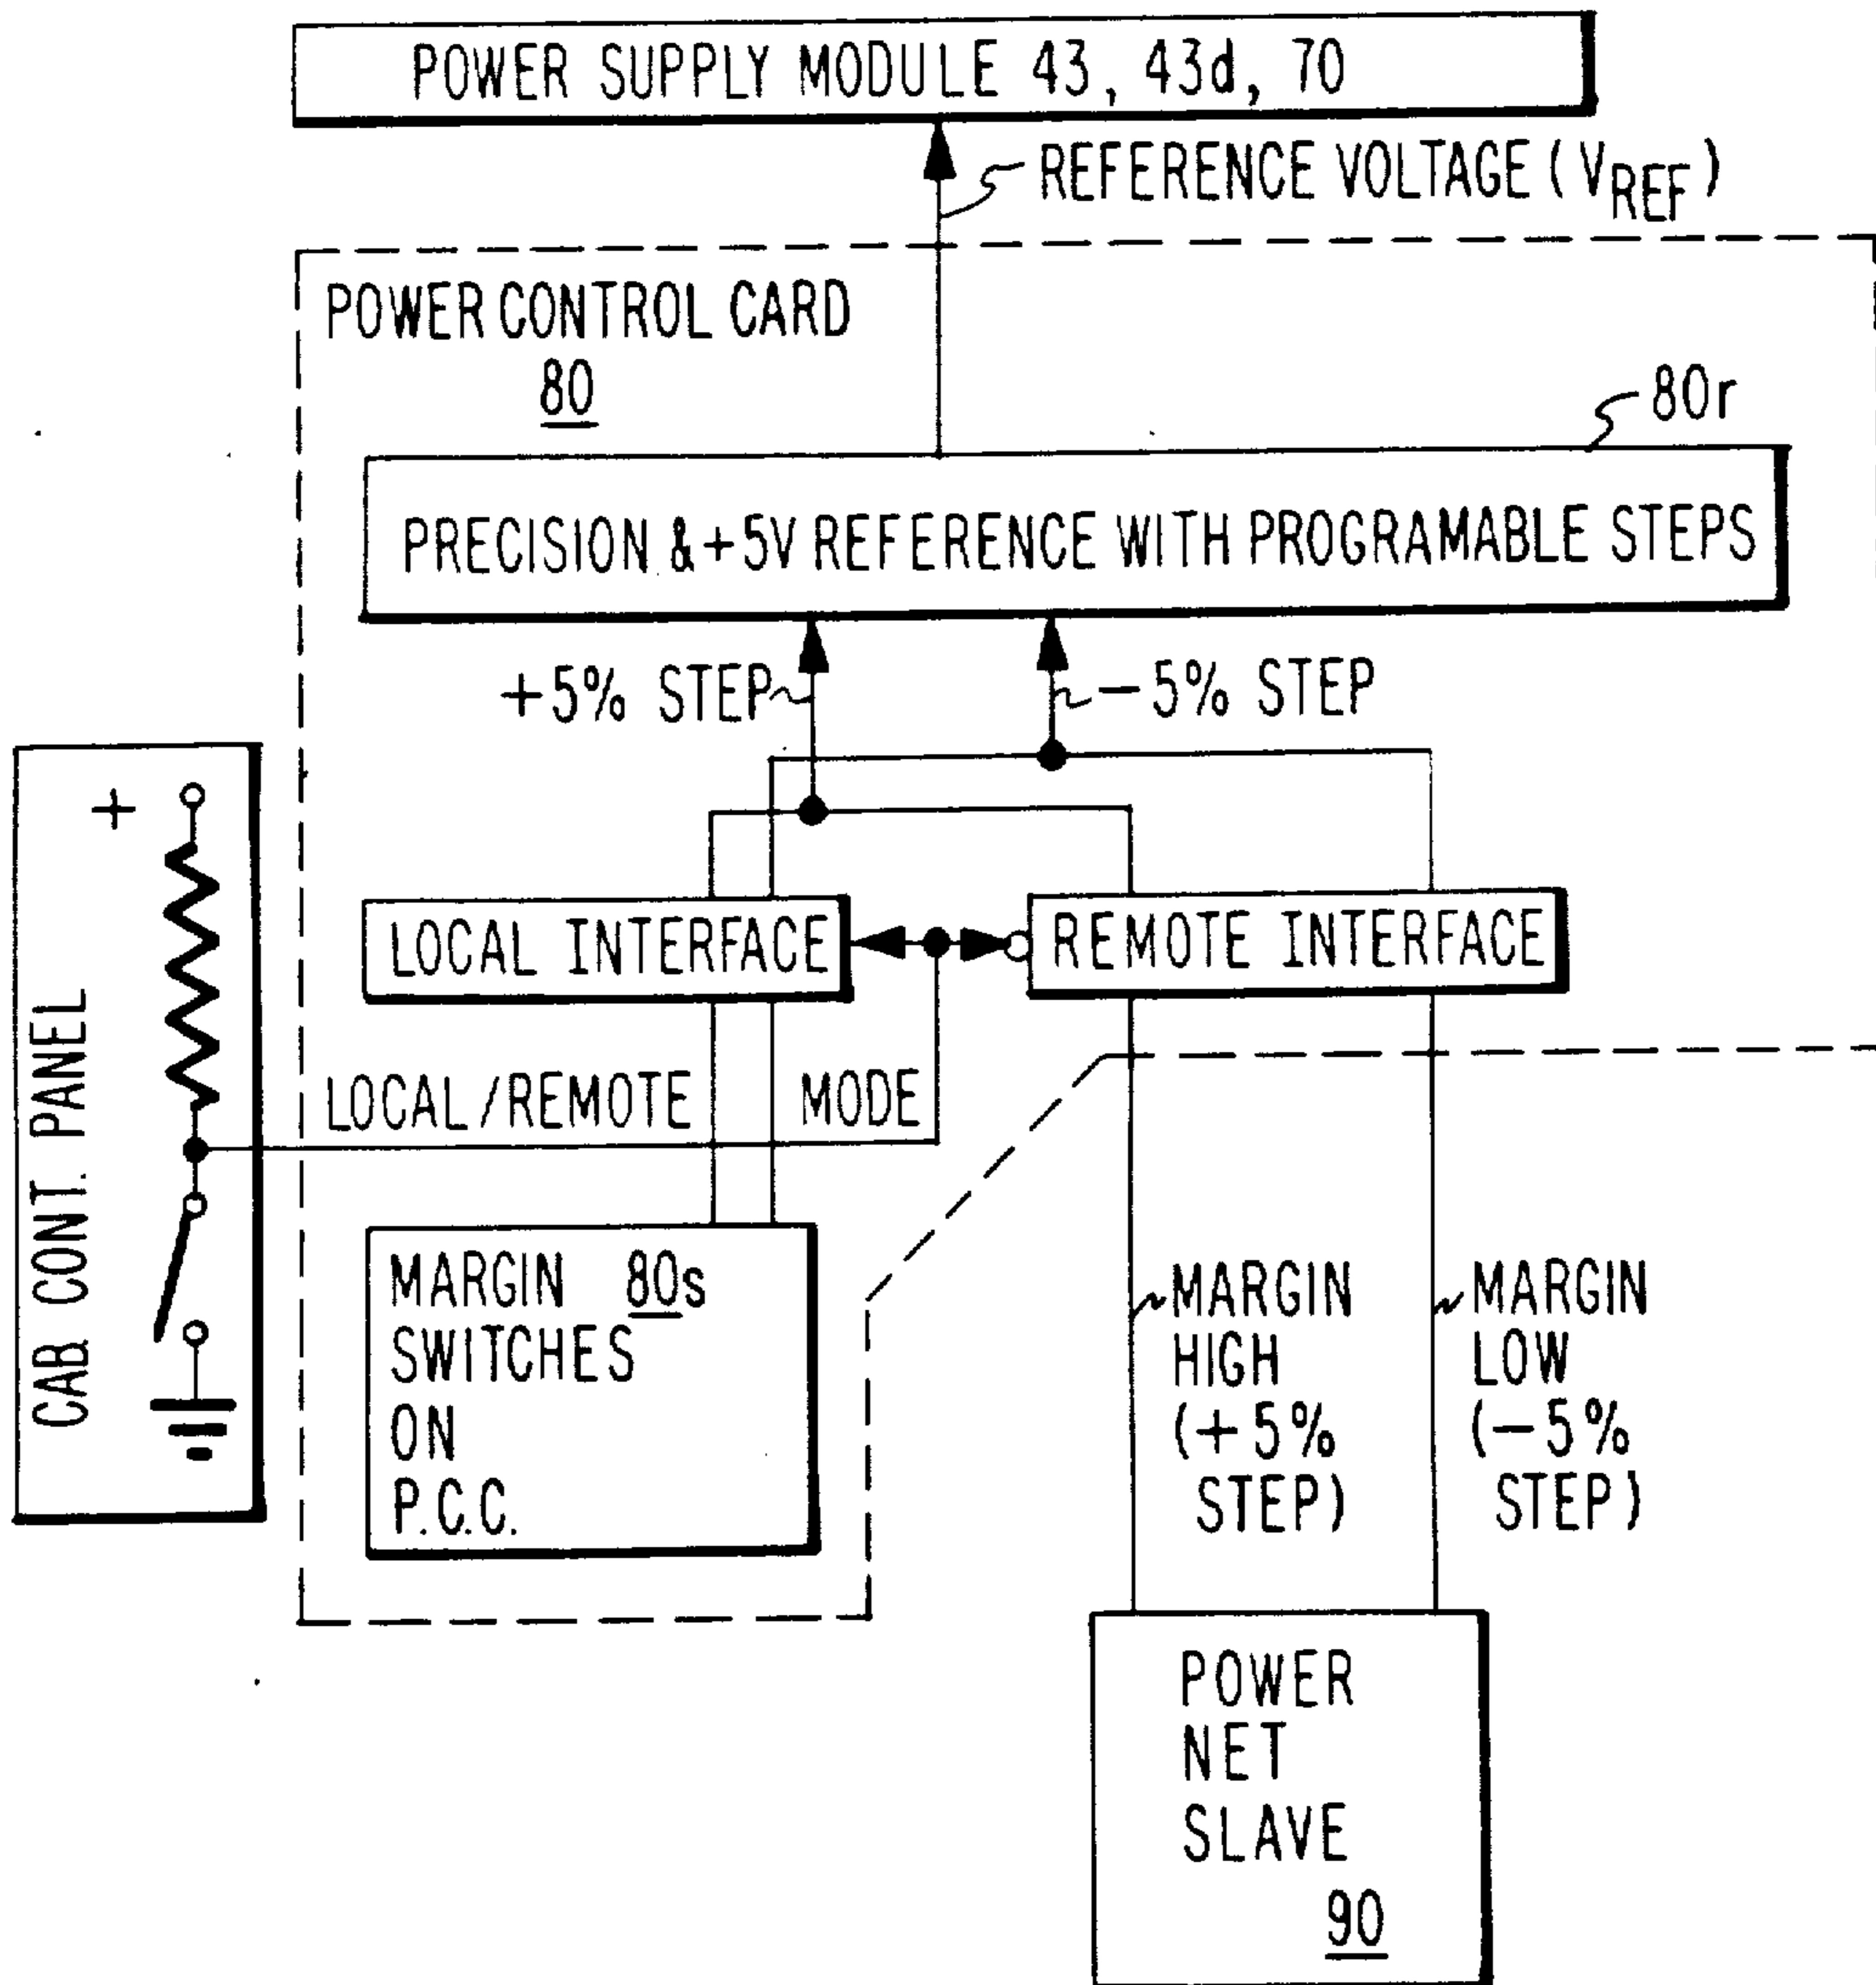 POWER SUPPLY MODULE 43, 43d, 70
REFERENCE VOLTAGE (VREF)
POWER CONTROL CARD
80
80r
PRECISION & +5V REFERENCE WITH PROGRAMABLE STEPS
+5% STEP
-5% STEP
+
CAB. CONT. PANEL
LOCAL INTERFACE
REMOTE INTERFACE
LOCAL/REMOTE MODE
MARGIN 80s
SWITCHES
ON
P.C.C.
MARGIN
HIGH
(+5%
STEP)
MARGIN
LOW
(-5%
STEP)
POWER
NET
SLAVE
90